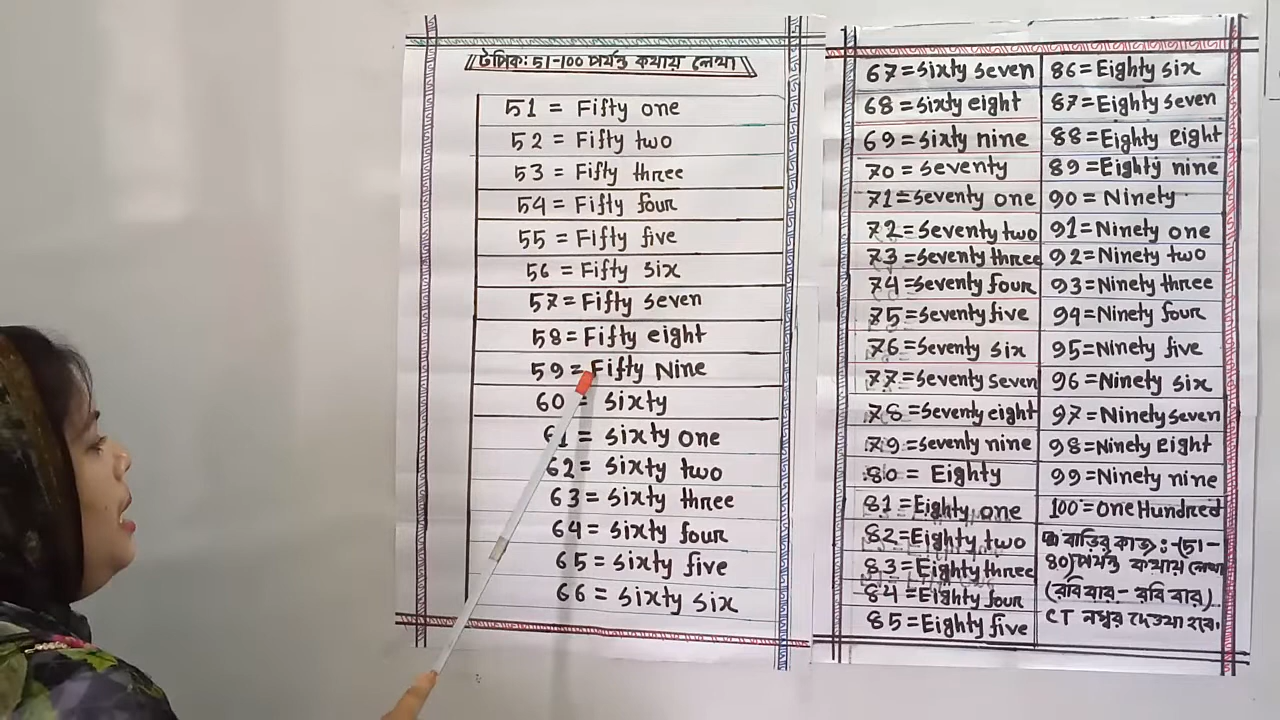 টপিক: 51-100 পর্যন্ত কথায় লেখা
51 = Fifty one
52 = Fifty two
53 = Fifty three
54 = Fifty four
55 = Fifty five
56 = Fifty six
57 = Fifty seven
58 = Fifty eight
59 = Fifty Nine
60 = sixty
61 = sixty one
62 = sixty two
63 = sixty three
64 = sixty four
65 = sixty five
66 = sixty six
67 = sixty seven
68 = sixty eight
69 = sixty nine
70 = seventy
71 = seventy one
72 = seventy two
73 = seventy three
74 = seventy four
75 = seventy five
76 = seventy six
77 = seventy seven
78 = seventy eight
79 = seventy nine
80 = Eighty
81 = Eighty one
82 = Eighty two
83 = Eighty three
84 = Eighty four
85 = Eighty five
86 = Eighty six
87 = Eighty seven
88 = Eighty Eight
89 = Eighty nine
90 = Ninety
91 = Ninety one
92 = Ninety two
93 = Ninety three
94 = Ninety four
95 = Ninety five
96 = Ninety six
97 = Ninety seven
98 = Ninety Eight
99 = Ninety nine
100 = One Hundred
বাড়ির কাজ:-(51-
80) পর্যন্ত কথায় লেখা
(রবিবার - রবিবার)
CT নম্বর দেওয়া হবে।